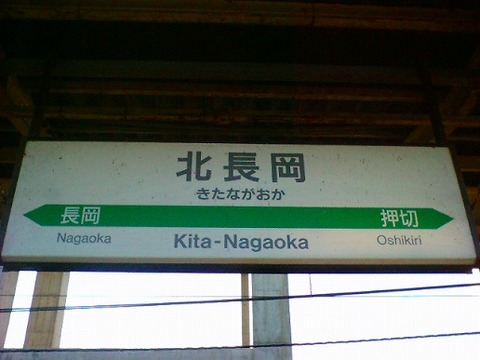 北長岡
きたながおか
長岡 押切
Nagaoka Kita-Nagaoka Oshikiri